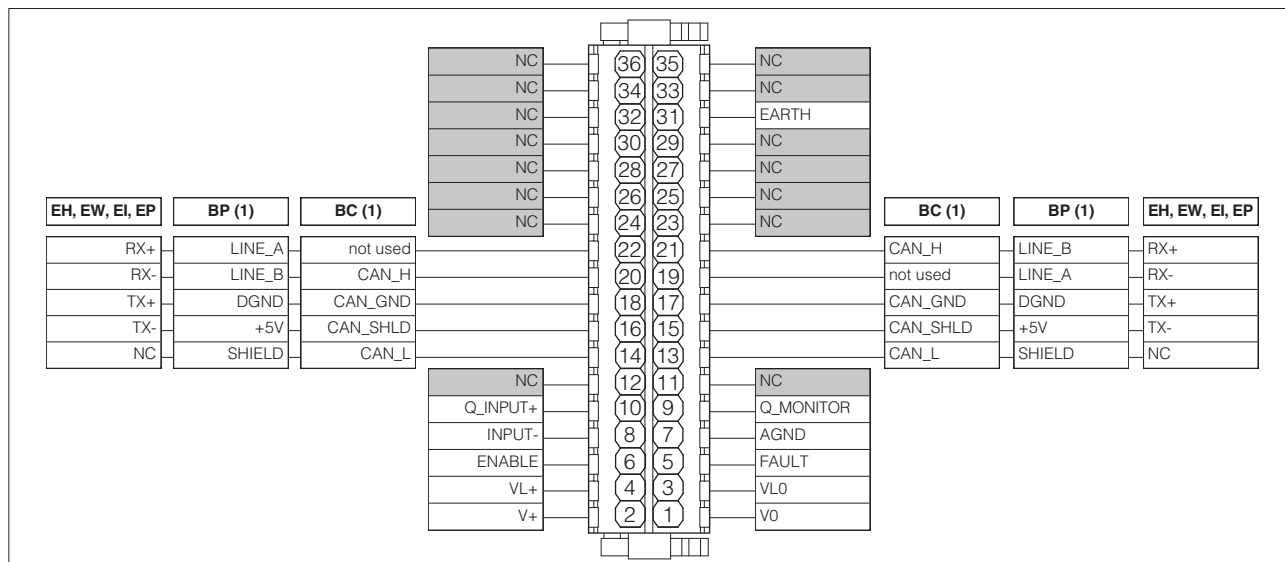 NC 36 35 NC
NC 34 33 NC
NC 32 31 EARTH
NC 30 29 NC
NC 28 27 NC
NC 26 25 NC
EH, EW, EI, EP BP (1) BC (1) NC 24 23 NC BC (1) BP (1) EH, EW, EI, EP
RX+ LINE_A not used 22 21 CAN_H LINE_B RX+
RX- LINE_B CAN_H 20 19 not used LINE_A RX-
TX+ DGND CAN_GND 18 17 CAN_GND DGND TX+
TX- +5V CAN_SHLD 16 15 CAN_SHLD +5V TX-
NC SHIELD CAN_L 14 13 CAN_L SHIELD NC
NC 12 11 NC
Q_INPUT+ 10 9 Q_MONITOR
INPUT- 8 7 AGND
ENABLE 6 5 FAULT
VL+ 4 3 VL0
V+ 2 1 V0